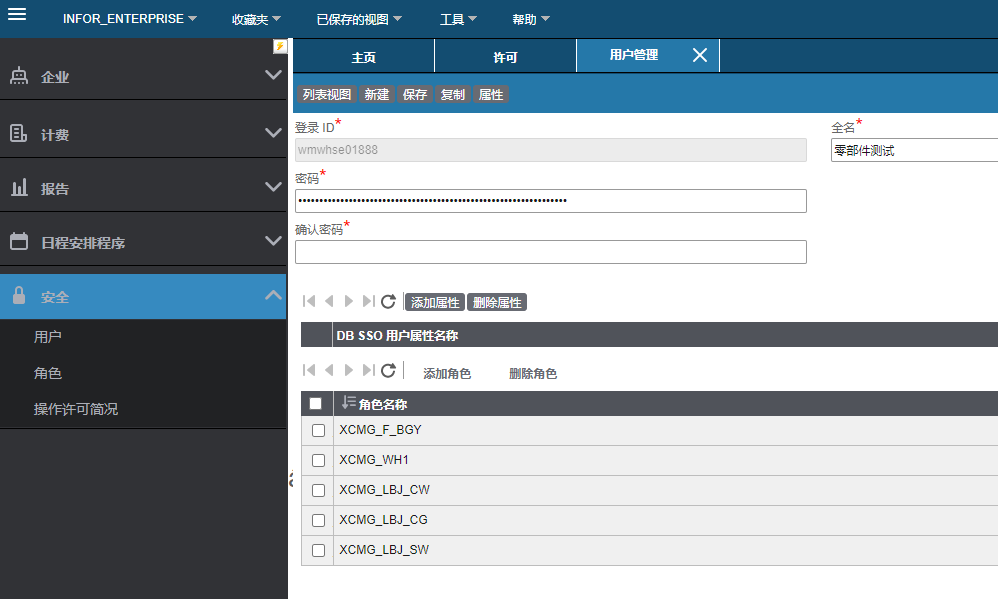 INFOR_ENTERPRISE 收藏夹 已保存的视图 工具 帮助
主页 许可 用户管理
企业
计费
报告
日程安排程序
安全
用户
角色
操作许可简况
列表视图 新建 保存 复制 属性
登录 ID* 全名*
wmwhse01888 零部件测试
密码*
确认密码*
添加属性 删除属性
DB SSO 用户属性名称
添加角色 删除角色
角色名称
XCMG_F_BGY
XCMG_WH1
XCMG_LBJ_CW
XCMG_LBJ_CG
XCMG_LBJ_SW